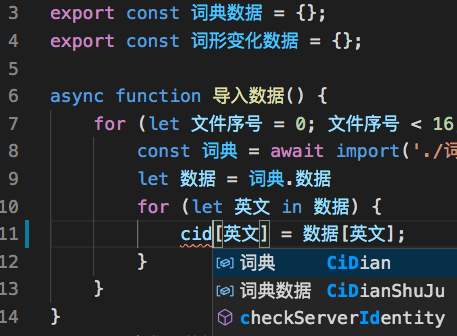 3 export const 词典数据 = {};
4 export const 词形变化数据 = {};
5
6 async function 导入数据() {
7 for (let 文件序号 = 0; 文件序号 < 16
8 const 词典 = await import('./词
9 let 数据 = 词典.数据
10 for (let 英文 in 数据) {
11 cid[英文] = 数据[英文];
12 }
词典 CiDian
13 }
词典数据 CiDianShuJu
14 }
checkServerIdentity